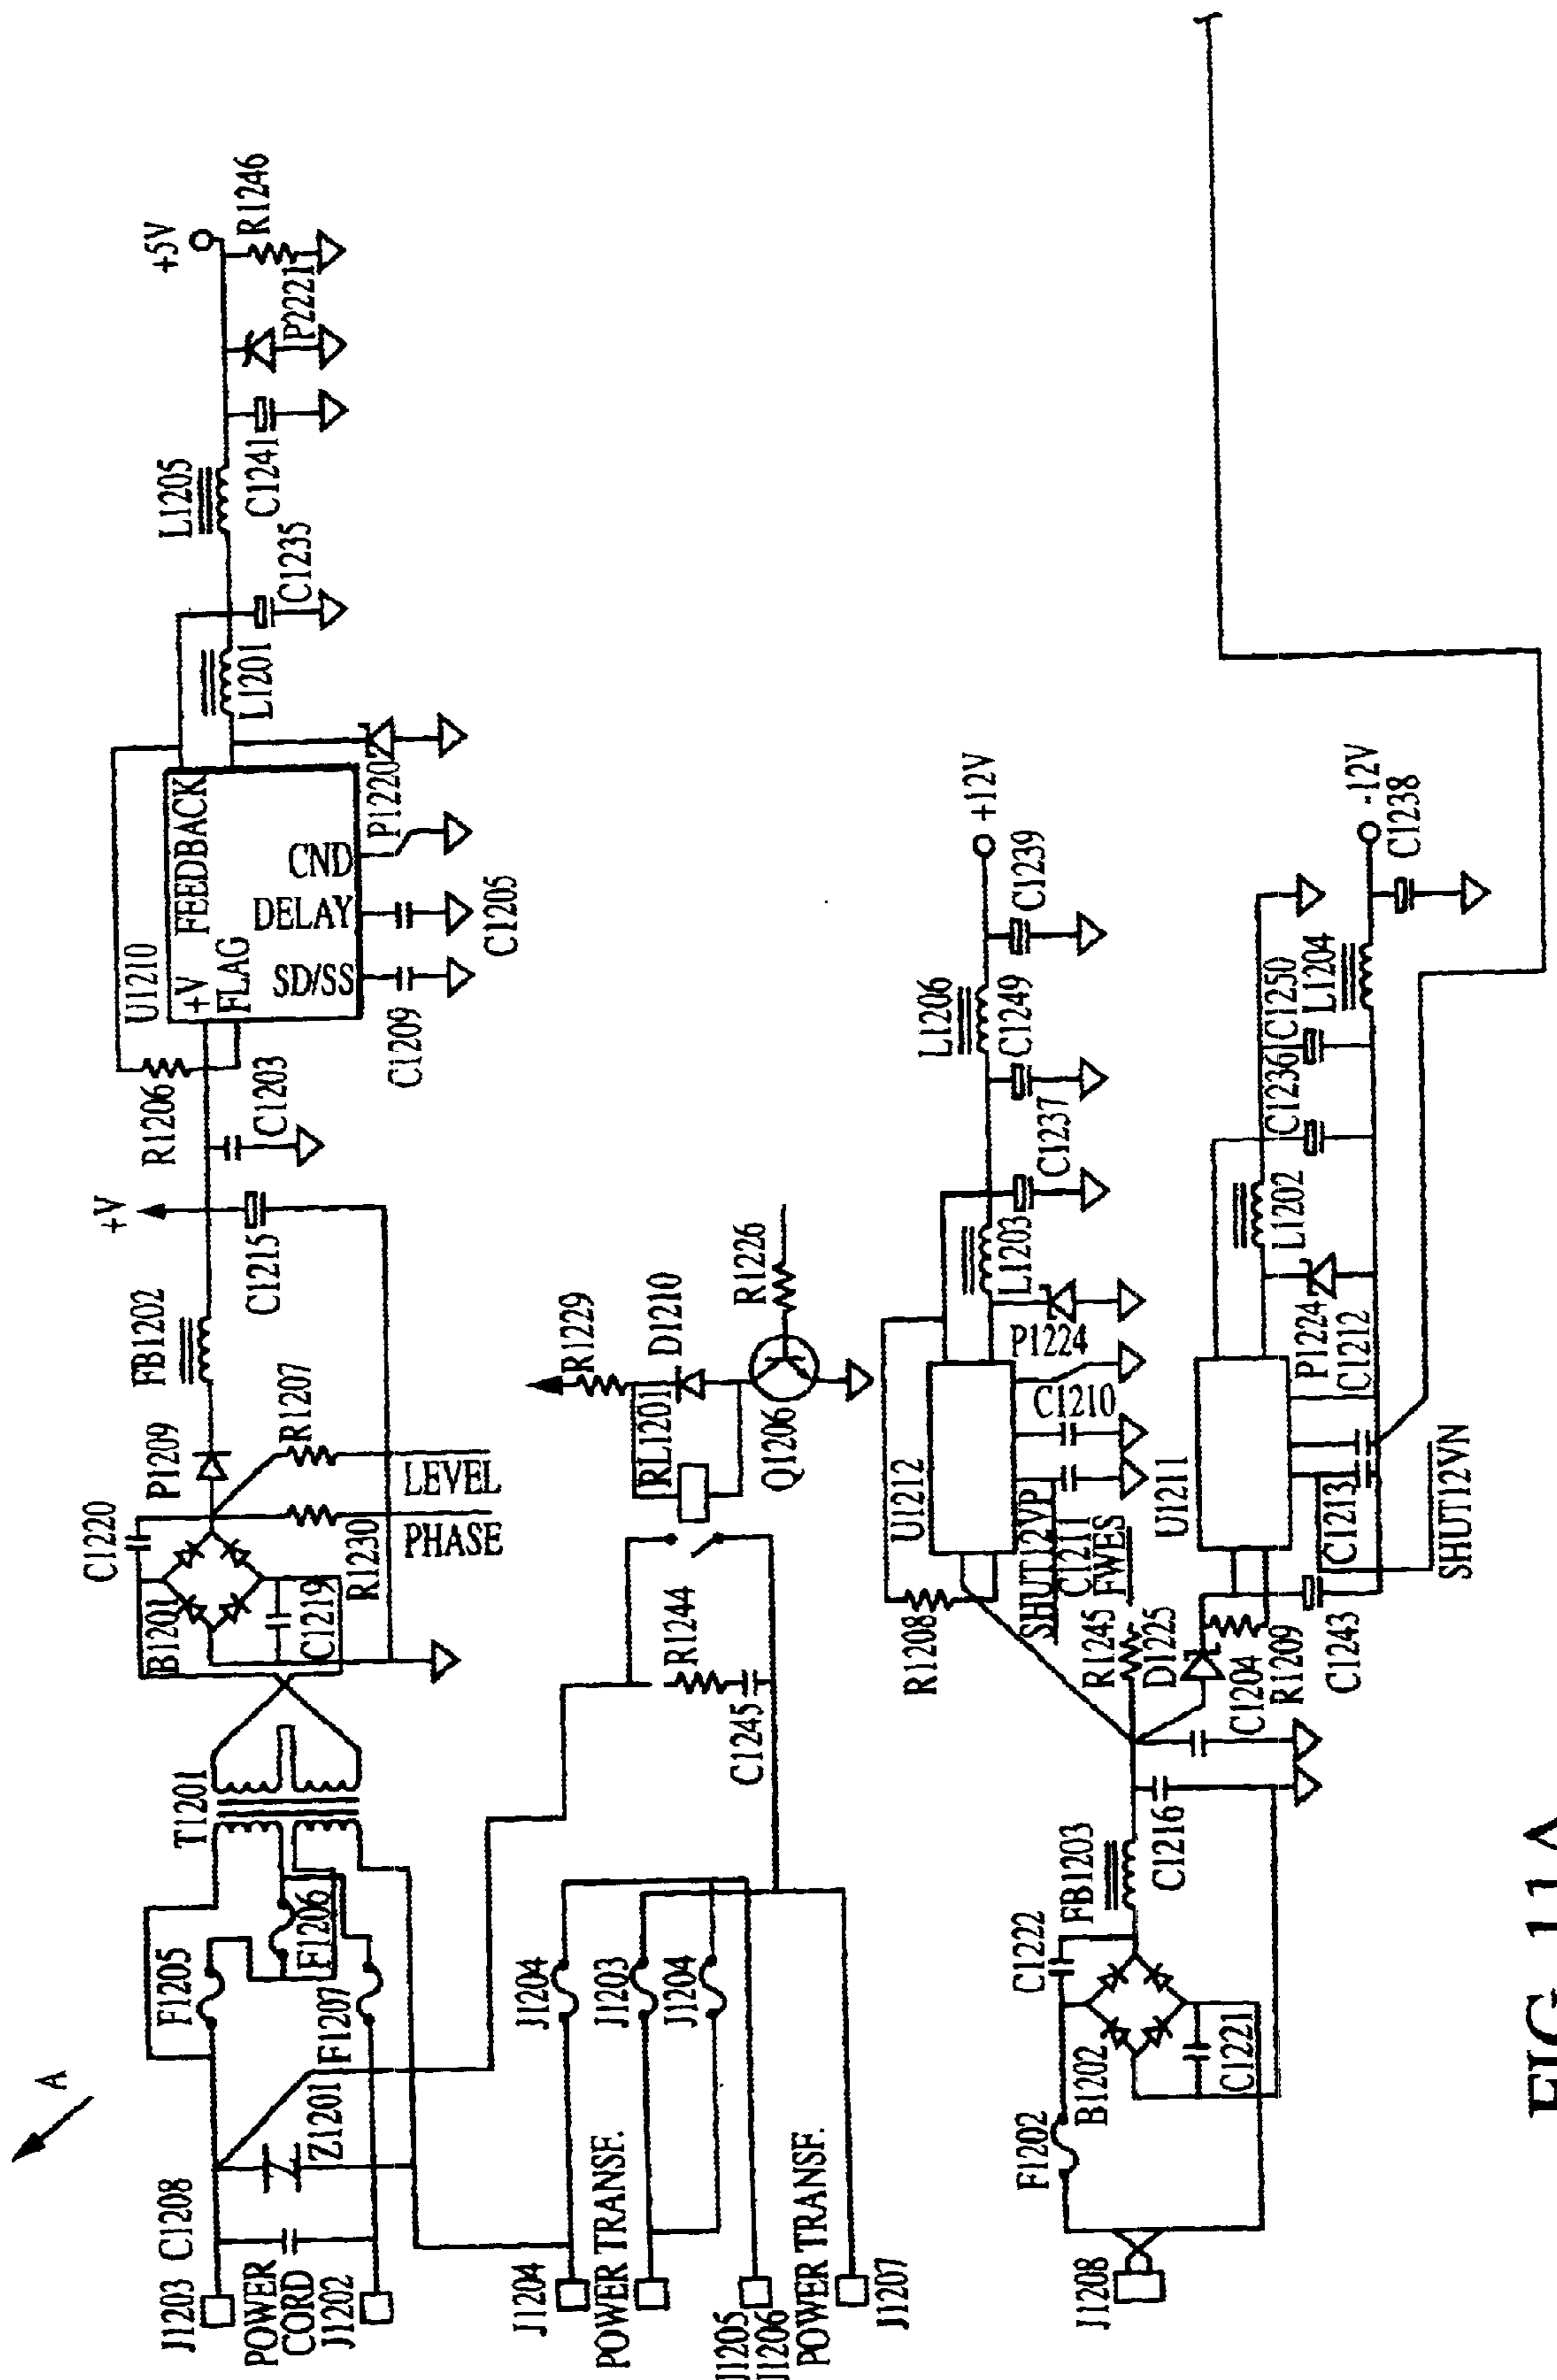 A
J1203
C1208
POWER
CORD
J1202
Z1201
F1205
F1206
F1207
T1201
B1201
C1220
C1219
R1230
PHASE
LEVEL
P1209
R1207
FB1202
+V
C1215
R1206
C1203
U1210
+V
FEEDBACK
FLAG
SD/SS
DELAY
CND
C1209
C1205
P1220
L1201
C1235
L1205
C1241
P2221
+5V
R1246
J1204
POWER TRANSF.
J1205
J1206
POWER TRANSF.
J1207
J1204
J1203
J1204
R1244
C1245
RL1201
R1229
D1210
Q1206
R1226
J1208
F1202
B1202
C1222
C1221
FB1203
C1216
R1245
FWES
D1225
C1204
R1209
C1243
R1208
SHUT12VP
C1211
U1212
C1210
P1224
L1203
C1237
L1206
C1249
C1239
+12V
U1211
C1213
SHUT12VN
C1212
P1224
L1202
C1236
C1250
L1204
-12V
C1238
FIG. 11A